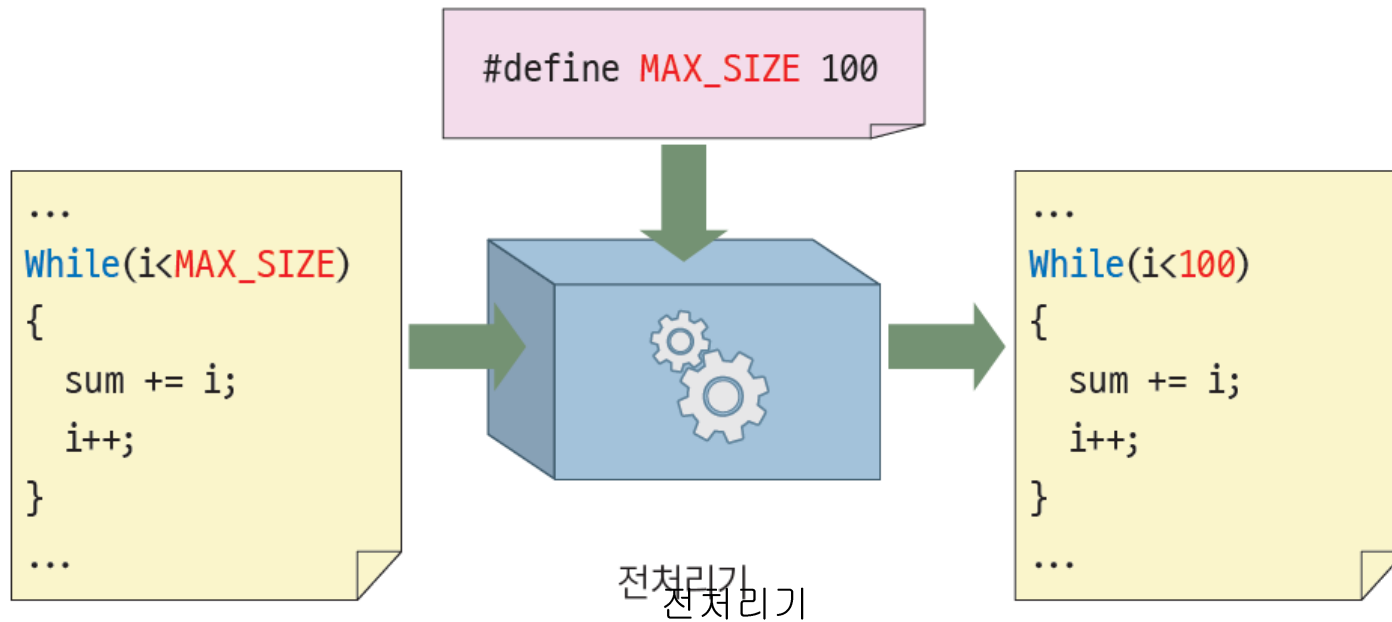 #define MAX_SIZE 100
...
While(i<MAX_SIZE)
{
sum += i;
i++;
}
...
전처리기
전처리기
...
While(i<100)
{
sum += i;
i++;
}
...